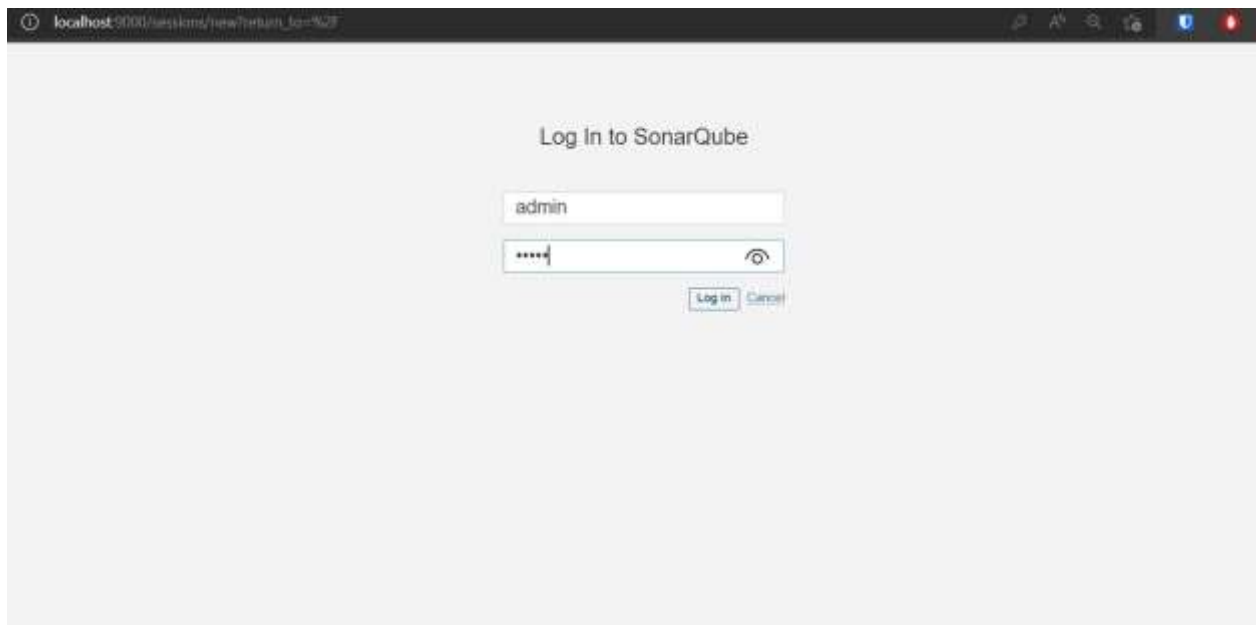 localhost:9000/sessions/new?return_to=%2F
Log In to SonarQube
admin
•••••
Log in Cancel